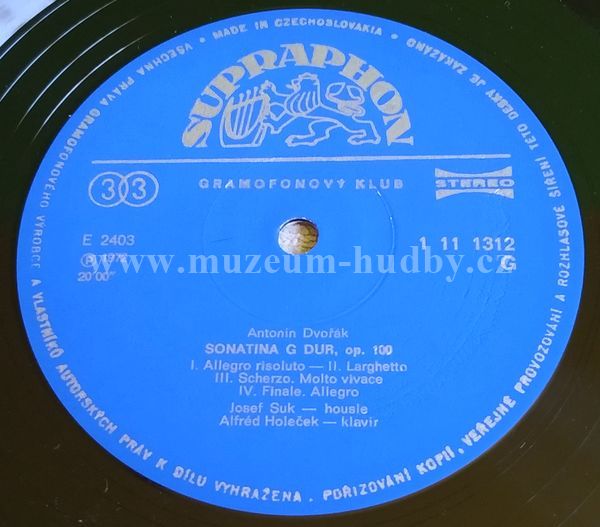 MADE IN CZECHOSLOVAKIA • VŠECHNA PRÁVA GRAMOFONOVÉHO VÝROBCE A VLASTNÍKŮ AUTORSKÝCH PRÁV K DÍLU VYHRAŽENA. POŘIZOVÁNÍ KOPIÍ, VEŘEJNÉ PROVOZOVÁNÍ A ROZHLASOVÉ ŠÍŘENÍ TÉTO DESKY JE ZAKÁZÁNO
SUPRAPHON
33
GRAMOFONOVÝ KLUB
STEREO
E 2403
1 11 1312
Ⓟ 1972
G
www.muzeum-hudby.cz
20'00"
Antonín Dvořák
SONATINA G DUR, op. 100
I. Allegro risoluto — II. Larghetto
III. Scherzo. Molto vivace
IV. Finale. Allegro
Josef Suk — housle
Alfréd Holeček — klavír